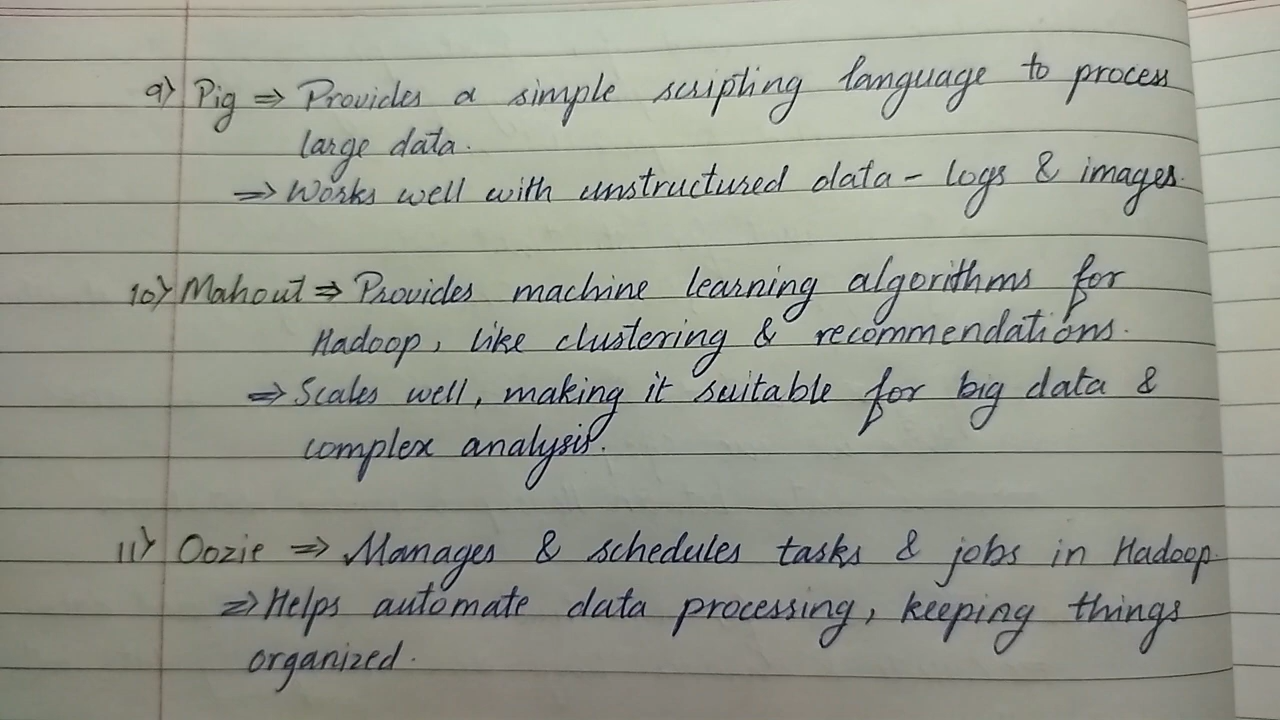 9) Pig ⇒ Provides a simple scripting language to process
large data.
⇒ Works well with unstructured data - logs & images.
10) Mahout ⇒ Provides machine learning algorithms for
Hadoop, like clustering & recommendations.
⇒ Scales well, making it suitable for big data &
complex analysis.
11) Oozie ⇒ Manages & schedules tasks & jobs in Hadoop.
⇒ Helps automate data processing, keeping things
organized.